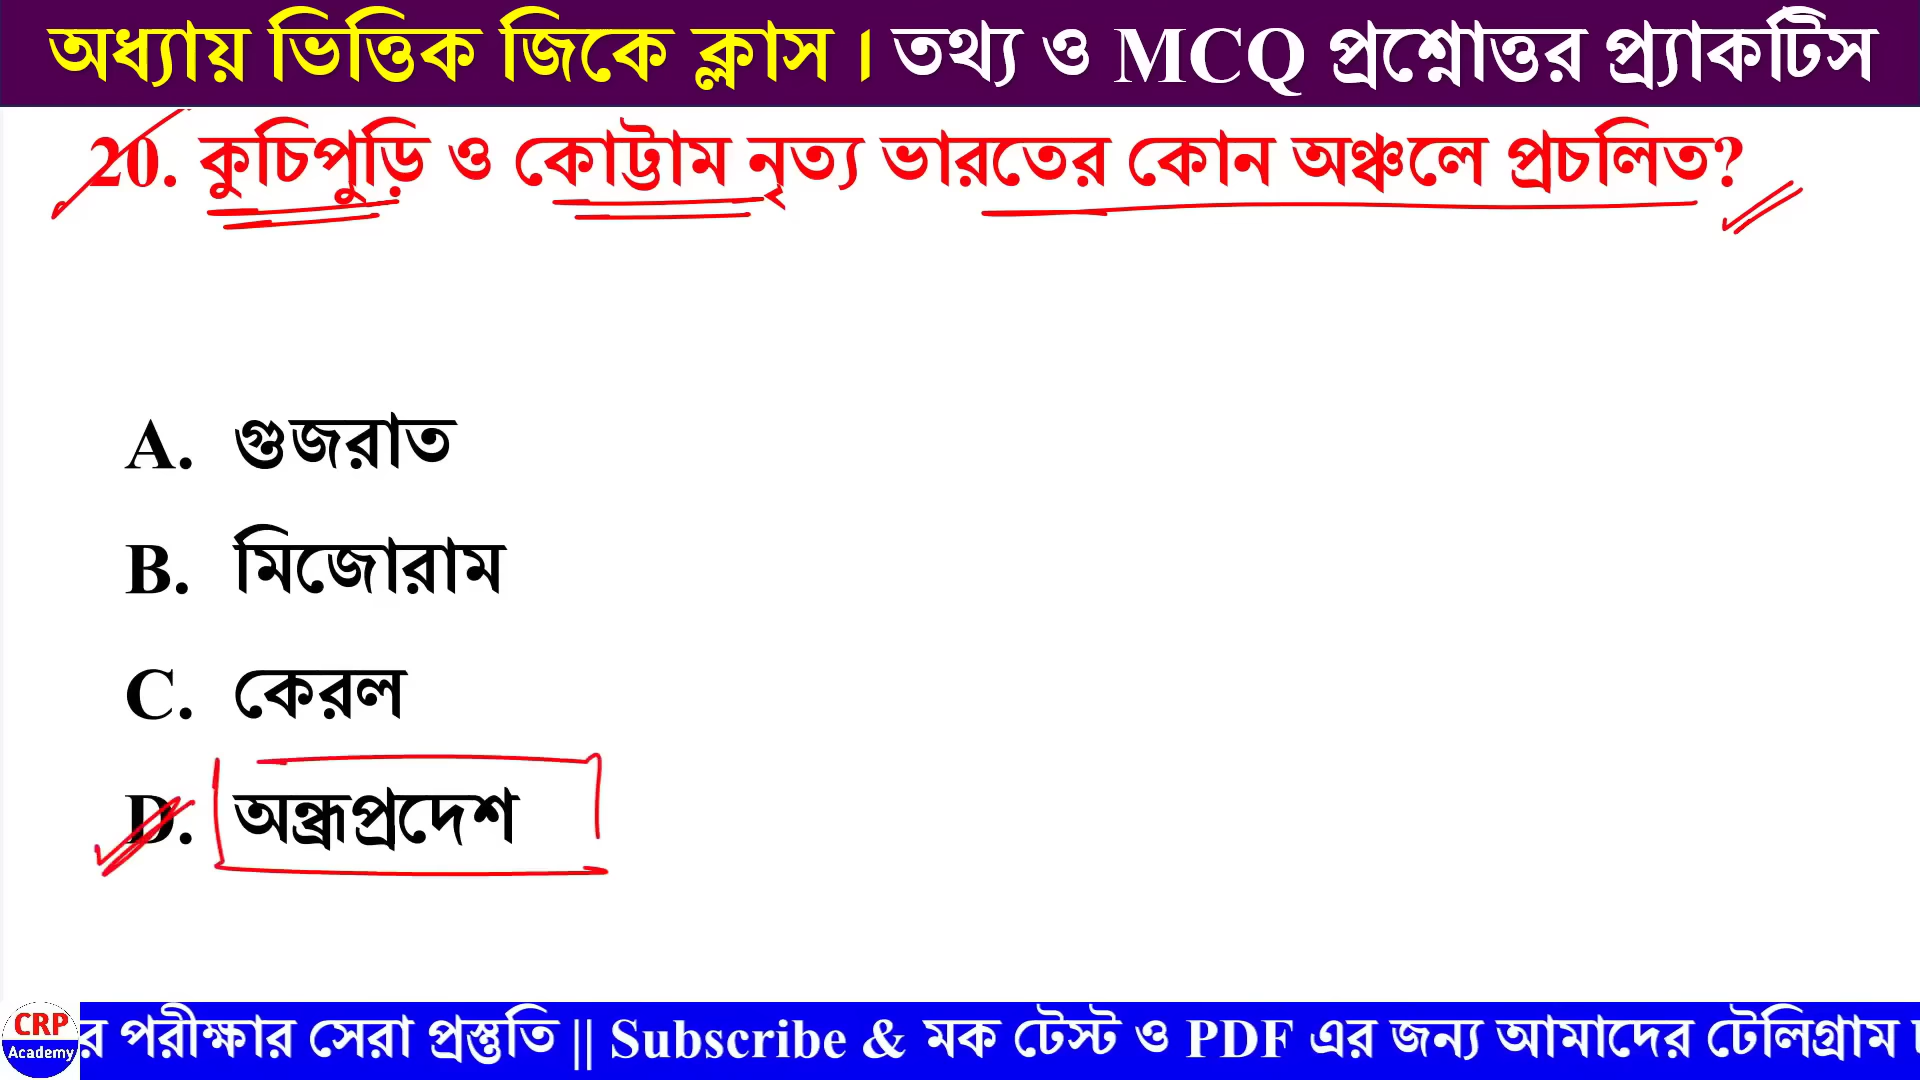 অধ্যায় ভিত্তিক জিকে ক্লাস । তথ্য ও MCQ প্রশ্নোত্তর প্র্যাকটিস
20. কুচিপুড়ি ও কোট্টাম নৃত্য ভারতের কোন অঞ্চলে প্রচলিত?
A. গুজরাত
B. মিজোরাম
C. কেরল
D. অন্ধ্রপ্রদেশ
CRP Academy
র পরীক্ষার সেরা প্রস্তুতি || Subscribe & মক টেস্ট ও PDF এর জন্য আমাদের টেলিগ্রাম